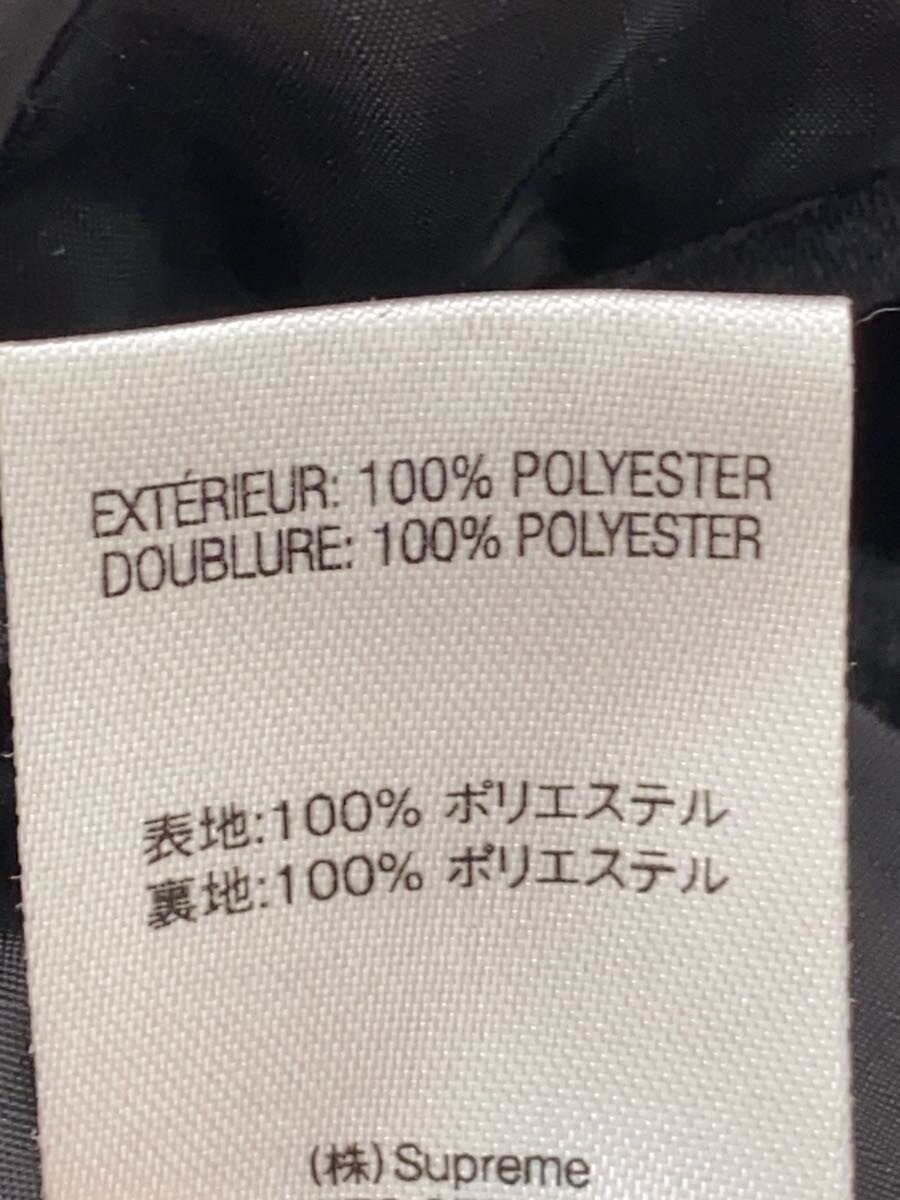 EXTÉRIEUR: 100% POLYESTER
DOUBLURE: 100% POLYESTER
表地:100% ポリエステル
裏地:100% ポリエステル
(株)Supreme